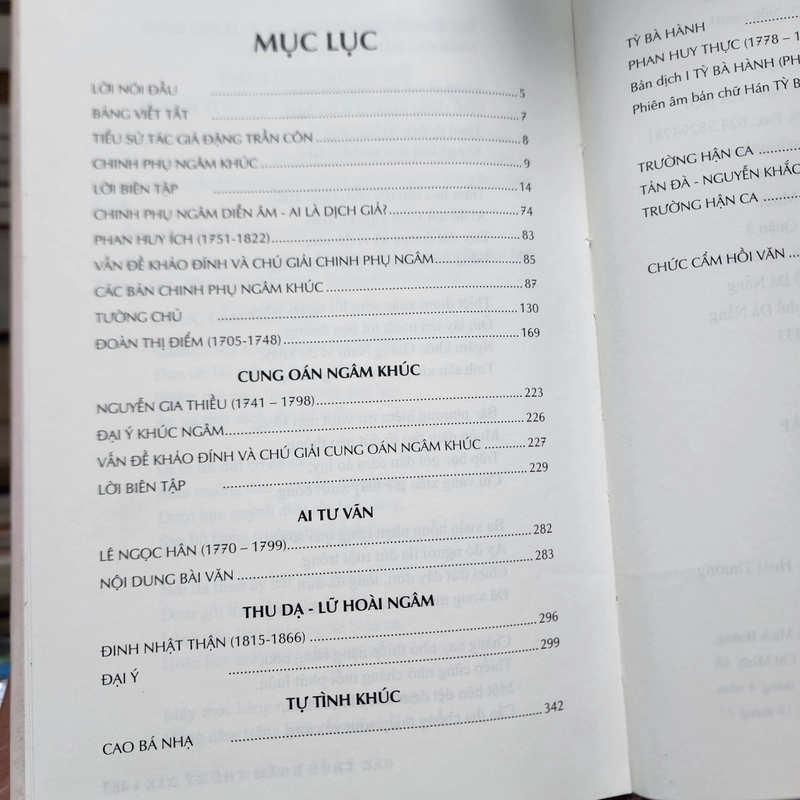 MỤC LỤC
LỜI NÓI ĐẦU 5
BẢNG VIẾT TẮT 7
TIỂU SỬ TÁC GIẢ ĐẶNG TRẦN CÔN 8
CHINH PHỤ NGÂM KHÚC 9
LỜI BIÊN TẬP 14
CHINH PHỤ NGÂM DIỄN ÂM - AI LÀ DỊCH GIẢ? 74
PHAN HUY ÍCH (1751-1822) 83
VẤN ĐỀ KHẢO ĐÍNH VÀ CHÚ GIẢI CHINH PHỤ NGÂM 85
CÁC BẢN CHINH PHỤ NGÂM KHÚC 87
TƯỜNG CHÚ 130
ĐOÀN THỊ ĐIỂM (1705-1748) 169
CUNG OÁN NGÂM KHÚC
NGUYỄN GIA THIỀU (1741 – 1798) 223
ĐẠI Ý KHÚC NGÂM 226
VẤN ĐỀ KHẢO ĐÍNH VÀ CHÚ GIẢI CUNG OÁN NGÂM KHÚC 227
LỜI BIÊN TẬP 229
AI TƯ VÃN
LÊ NGỌC HÂN (1770 – 1799) 282
NỘI DUNG BÀI VĂN 283
THU DẠ - LỮ HOÀI NGÂM
ĐINH NHẬT THẬN (1815-1866) 296
ĐẠI Ý 299
TỰ TÌNH KHÚC
CAO BÁ NHẠ 342
TỲ BÀ HÀNH
PHAN HUY THỰC (1778 – 1
Bản dịch I TỲ BÀ HÀNH (PH
Phiên âm bản chữ Hán TỲ B
TRƯỜNG HẬN CA
TẢN ĐÀ - NGUYỄN KHẮC
TRƯỜNG HẬN CA
CHỨC CẨM HỒI VĂN